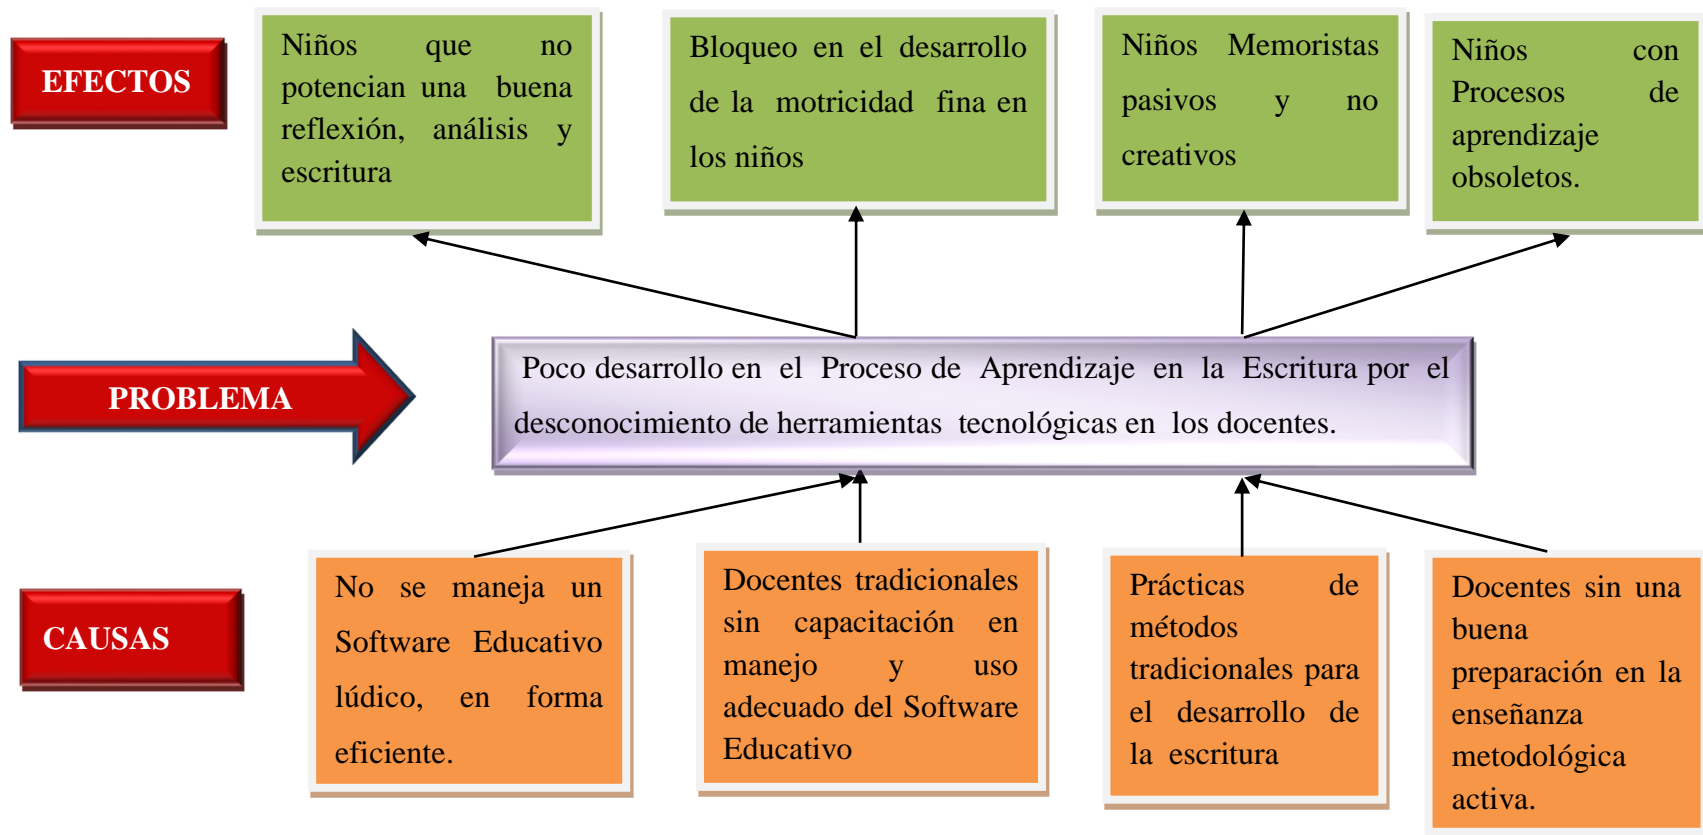 EFECTOS
Niños que no
potencian una buena
reflexión, análisis y
escritura
Bloqueo en el desarrollo
de la motricidad fina en
los niños
Niños Memoristas
pasivos y no
creativos
Niños con
Procesos de
aprendizaje
obsoletos.
PROBLEMA
Poco desarrollo en el Proceso de Aprendizaje en la Escritura por el
desconocimiento de herramientas tecnológicas en los docentes.
CAUSAS
No se maneja un
Software Educativo
lúdico, en forma
eficiente.
Docentes tradicionales
sin capacitación en
manejo y uso
adecuado del Software
Educativo
Prácticas de
métodos
tradicionales para
el desarrollo de
la escritura
Docentes sin una
buena
preparación en la
enseñanza
metodológica
activa.